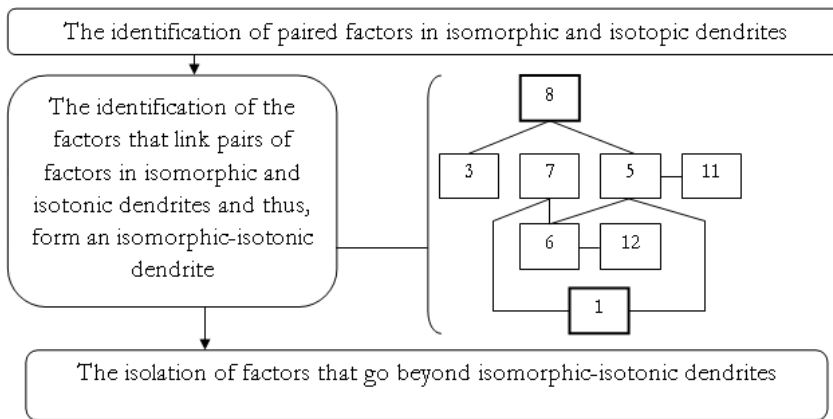 The identification of paired factors in isomorphic and isotopic dendrites
The identification of the
factors that link pairs of
factors in isomorphic and
isotonic dendrites and thus,
form an isomorphic-isotonic
dendrite
8
3 7 5 11
6 12
1
The isolation of factors that go beyond isomorphic-isotonic dendrites